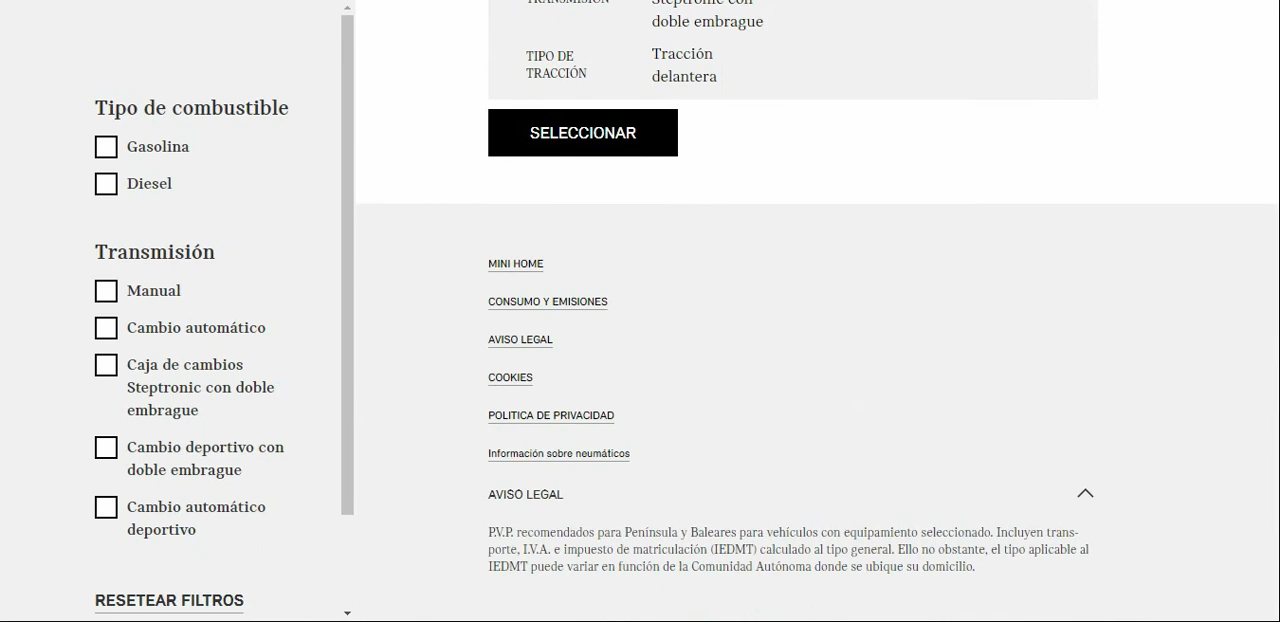 Tipo de combustible
Gasolina
Diesel
Transmisión
Manual
Cambio automático
Caja de cambios
Steptronic con doble
embrague
Cambio deportivo con
doble embrague
Cambio automático
deportivo
RESETEAR FILTROS
TRANSMISIÓN
Steptronic con
doble embrague
TIPO DE
TRACCIÓN
Tracción
delantera
SELECCIONAR
MINI HOME
CONSUMO Y EMISIONES
AVISO LEGAL
COOKIES
POLITICA DE PRIVACIDAD
Información sobre neumáticos
AVISO LEGAL
P.V.P. recomendados para Península y Baleares para vehículos con equipamiento seleccionado. Incluyen trans-
porte, I.V.A. e impuesto de matriculación (IEDMT) calculado al tipo general. Ello no obstante, el tipo aplicable al
IEDMT puede variar en función de la Comunidad Autónoma donde se ubique su domicilio.